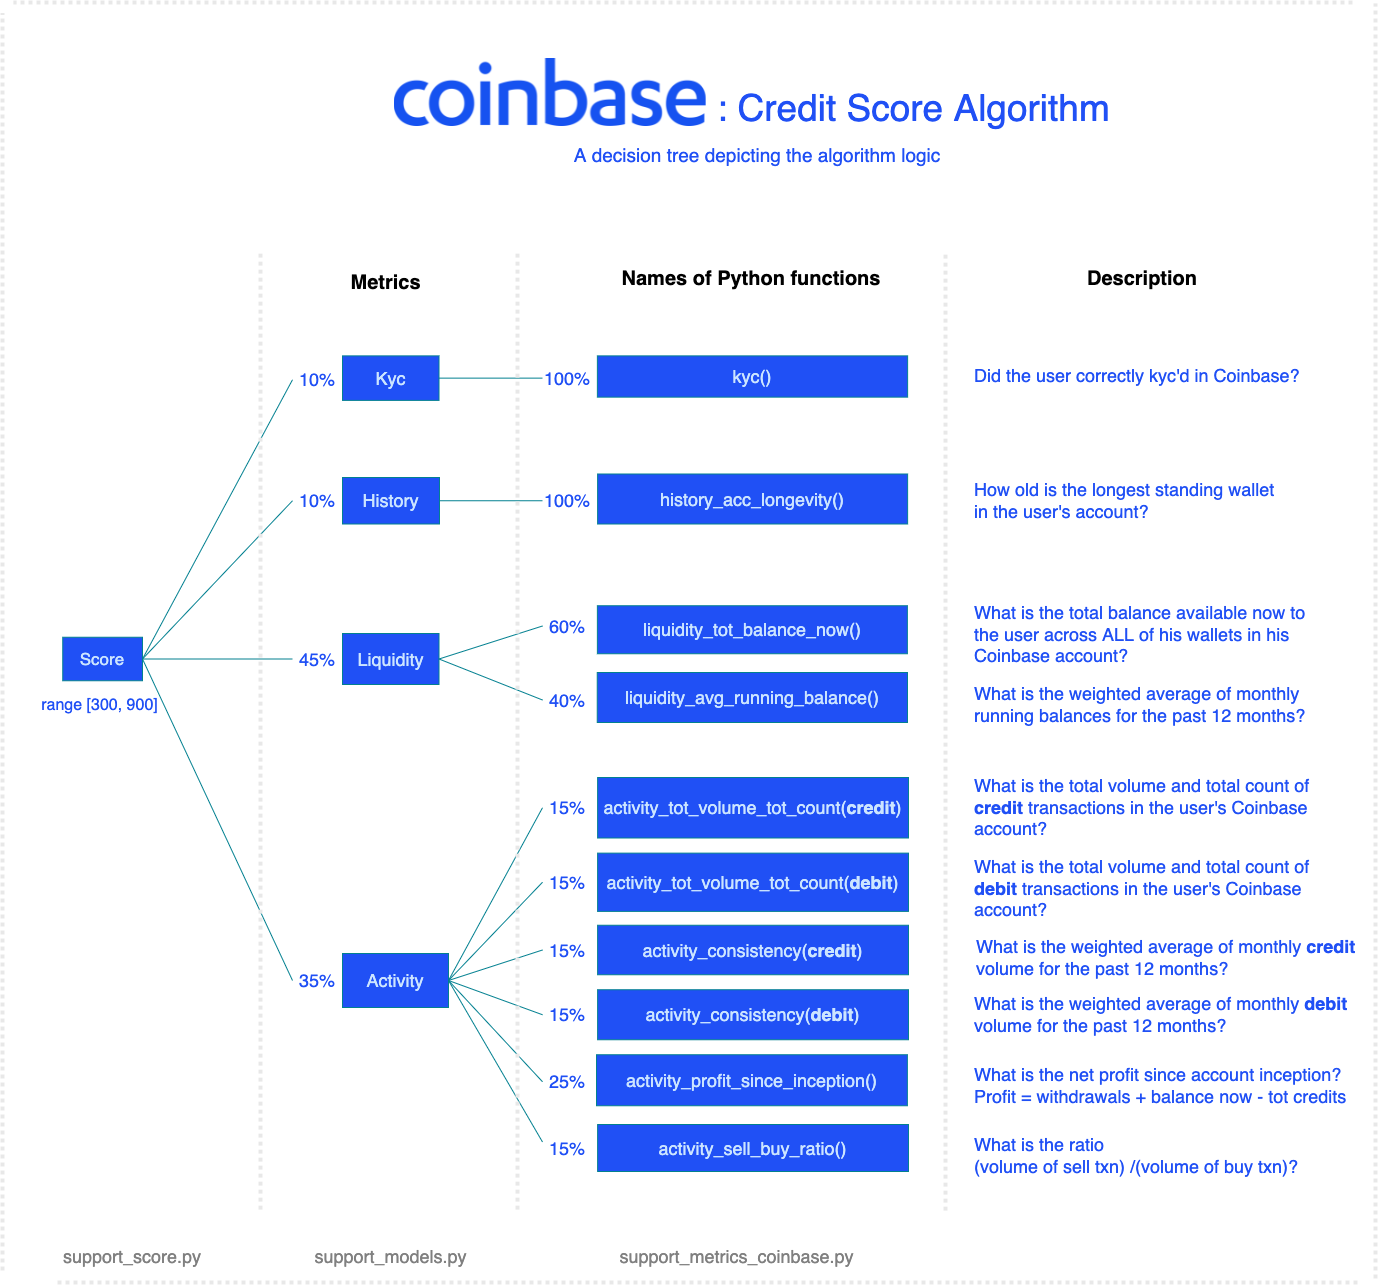 coinbase : Credit Score Algorithm
A decision tree depicting the algorithm logic
Metrics
Names of Python functions
Description
10%
Kyc
100%
kyc()
Did the user correctly kyc'd in Coinbase?
10%
History
100%
history_acc_longevity()
How old is the longest standing wallet
in the user's account?
Score
range [300, 900]
45%
Liquidity
60%
liquidity_tot_balance_now()
What is the total balance available now to
the user across ALL of his wallets in his
Coinbase account?
40%
liquidity_avg_running_balance()
What is the weighted average of monthly
running balances for the past 12 months?
35%
Activity
15%
activity_tot_volume_tot_count(credit)
What is the total volume and total count of
credit transactions in the user's Coinbase
account?
15%
activity_tot_volume_tot_count(debit)
What is the total volume and total count of
debit transactions in the user's Coinbase
account?
15%
activity_consistency(credit)
What is the weighted average of monthly credit
volume for the past 12 months?
15%
activity_consistency(debit)
What is the weighted average of monthly debit
volume for the past 12 months?
25%
activity_profit_since_inception()
What is the net profit since account inception?
Profit = withdrawals + balance now - tot credits
15%
activity_sell_buy_ratio()
What is the ratio
(volume of sell txn) /(volume of buy txn)?
support_score.py
support_models.py
support_metrics_coinbase.py